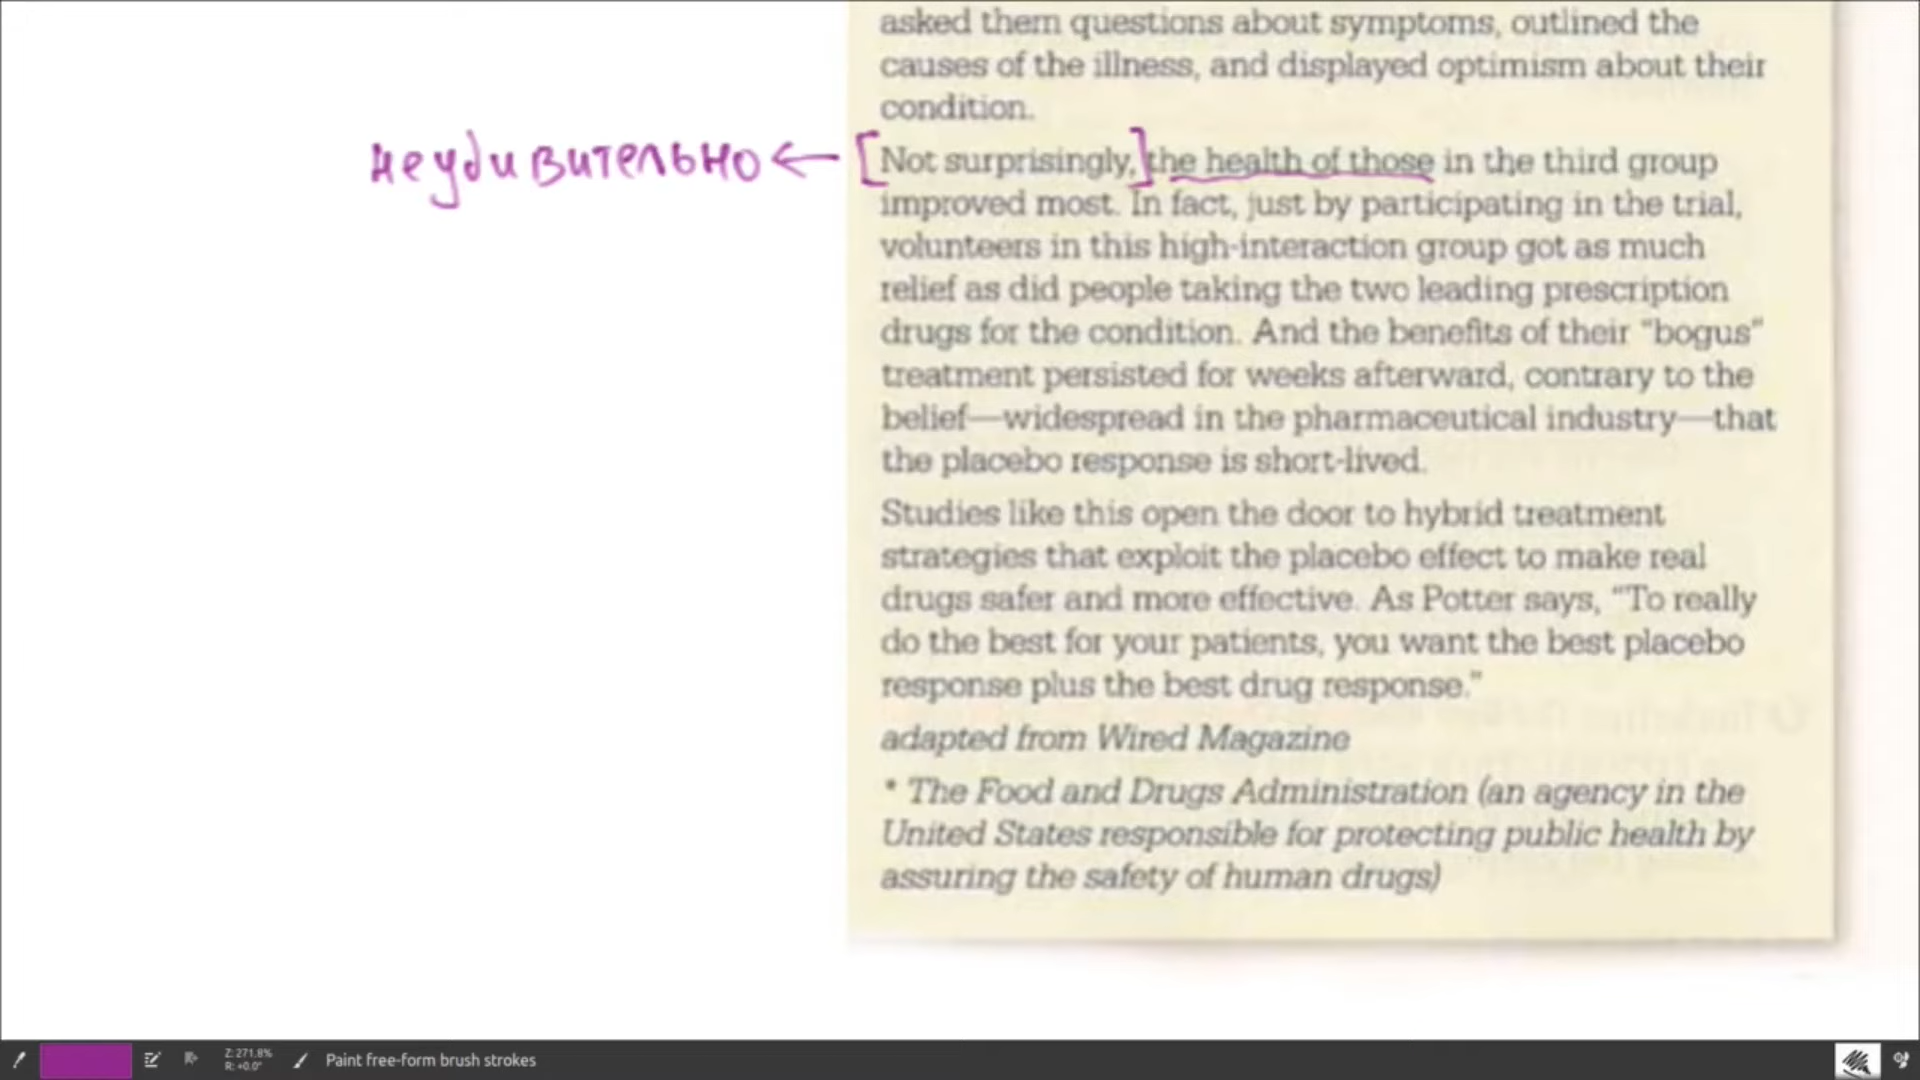 asked them questions about symptoms, outlined the
causes of the illness, and displayed optimism about their
condition.
неудивительно ← [Not surprisingly,] the health of those in the third group
improved most. In fact, just by participating in the trial,
volunteers in this high-interaction group got as much
relief as did people taking the two leading prescription
drugs for the condition. And the benefits of their "bogus"
treatment persisted for weeks afterward, contrary to the
belief—widespread in the pharmaceutical industry—that
the placebo response is short-lived.
Studies like this open the door to hybrid treatment
strategies that exploit the placebo effect to make real
drugs safer and more effective. As Potter says, "To really
do the best for your patients, you want the best placebo
response plus the best drug response."
adapted from Wired Magazine
* The Food and Drugs Administration (an agency in the
United States responsible for protecting public health by
assuring the safety of human drugs)
Z: 271.8%
R: +0.0°
Paint free-form brush strokes